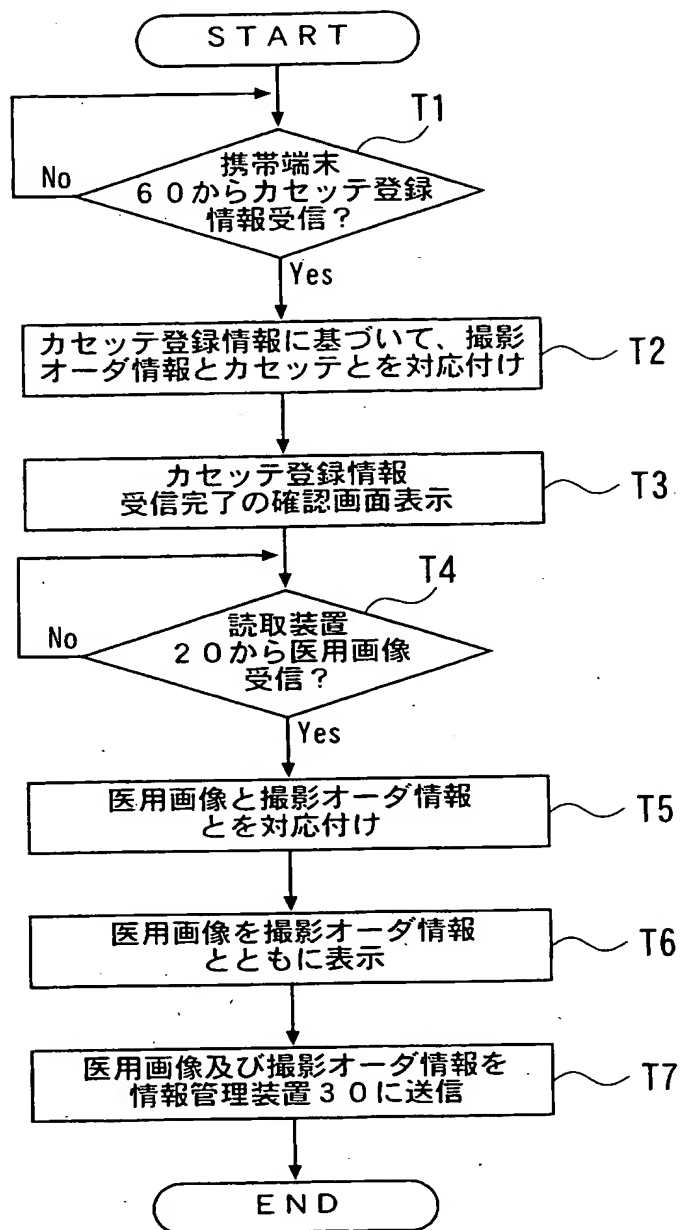 START
T1
携帯端末
60からカセッテ登録
情報受信?
No
Yes
カセッテ登録情報に基づいて、撮影
オーダ情報とカセッテとを対応付け
T2
カセッテ登録情報
受信完了の確認画面表示
T3
T4
読取装置
20から医用画像
受信?
No
Yes
医用画像と撮影オーダ情報
とを対応付け
T5
医用画像を撮影オーダ情報
とともに表示
T6
医用画像及び撮影オーダ情報を
情報管理装置30に送信
T7
END